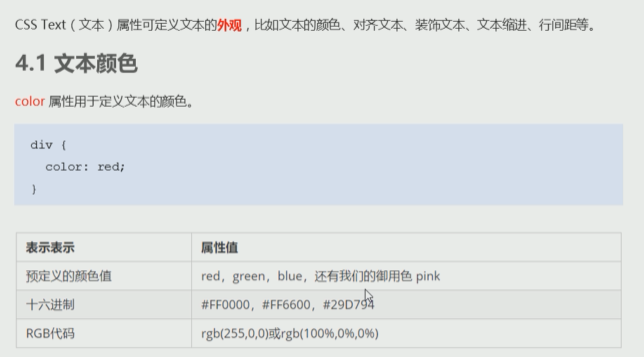 CSS Text（文本）属性可定义文本的外观，比如文本的颜色、对齐文本、装饰文本、文本缩进、行间距等。
4.1 文本颜色
color 属性用于定义文本的颜色。
div {
color: red;
}
表示表示 属性值
预定义的颜色值 red，green，blue，还有我们的御用色 pink
十六进制 #FF0000，#FF6600，#29D794
RGB代码 rgb(255,0,0)或rgb(100%,0%,0%)